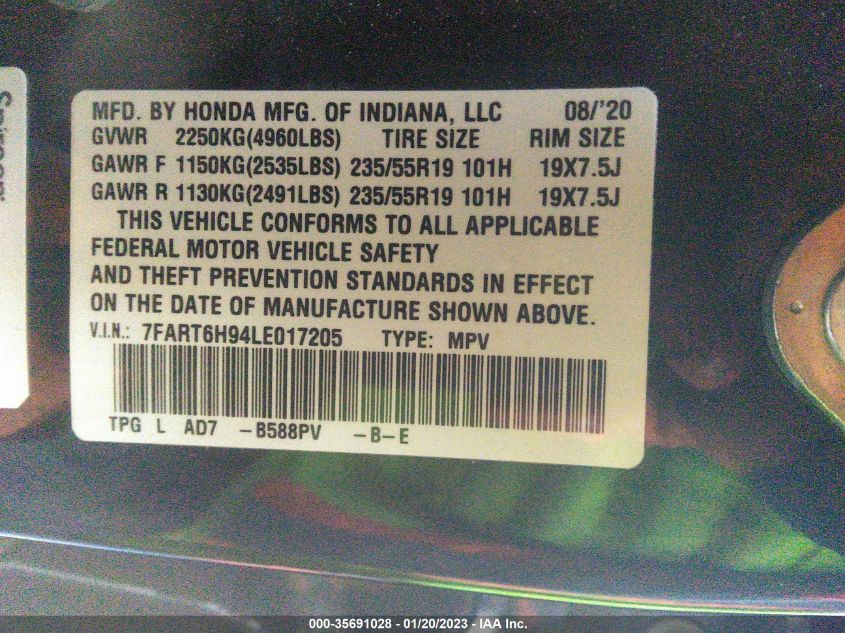 MFD. BY HONDA MFG. OF INDIANA, LLC 08/'20
GVWR 2250KG(4960LBS) TIRE SIZE RIM SIZE
GAWR F 1150KG(2535LBS) 235/55R19 101H 19X7.5J
GAWR R 1130KG(2491LBS) 235/55R19 101H 19X7.5J
THIS VEHICLE CONFORMS TO ALL APPLICABLE
FEDERAL MOTOR VEHICLE SAFETY
AND THEFT PREVENTION STANDARDS IN EFFECT
ON THE DATE OF MANUFACTURE SHOWN ABOVE.
V.I.N.: 7FART6H94LE017205 TYPE: MPV
TPG L AD7 -B588PV -B-E
000-35691028 - 01/20/2023 - IAA Inc.